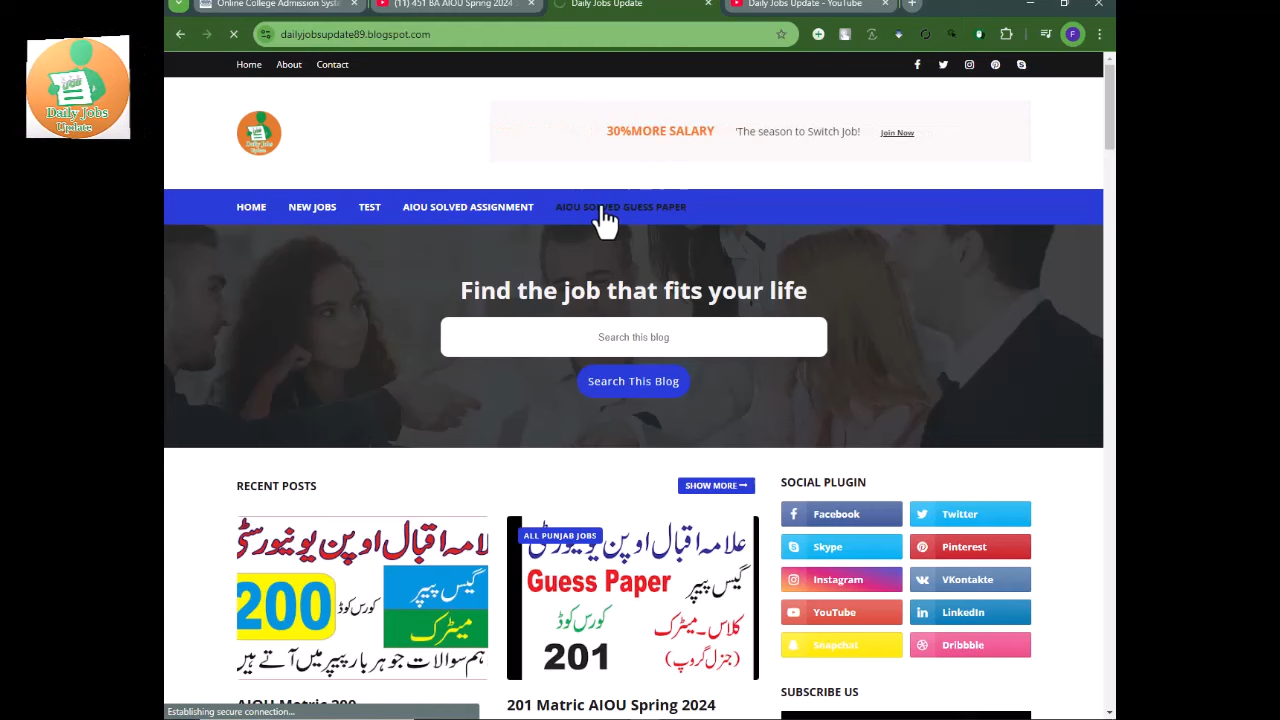 Online College Admission Syst
(11) 451 BA AIOU Spring 2024
Daily Jobs Update
Daily Jobs Update - YouTube
dailyjobsupdate89.blogspot.com
F
Daily Jobs
Update
Home About Contact
30%MORE SALARY 'The season to Switch Job! Join Now
HOME NEW JOBS TEST AIOU SOLVED ASSIGNMENT AIOU SOLVED GUESS PAPER
Find the job that fits your life
Search this blog
Search This Blog
RECENT POSTS
SHOW MORE
علامہ اقبال اوپن یونیورسٹی
200
کورس کوڈ
گیس پیپر
میٹرک
ہم سوالات جو ہر بار پیپر میں آتے ہیں
AIOU Matric 200
ALL PUNJAB JOBS
علامہ اقبال اوپن یونیورسٹی
Guess Paper گیس پیپر
کورس کوڈ
کلاس۔میٹرک
201
(جنرل گروپ)
201 Matric AIOU Spring 2024
SOCIAL PLUGIN
Facebook Twitter
Skype Pinterest
Instagram VKontakte
YouTube LinkedIn
Snapchat Dribbble
SUBSCRIBE US
Establishing secure connection...